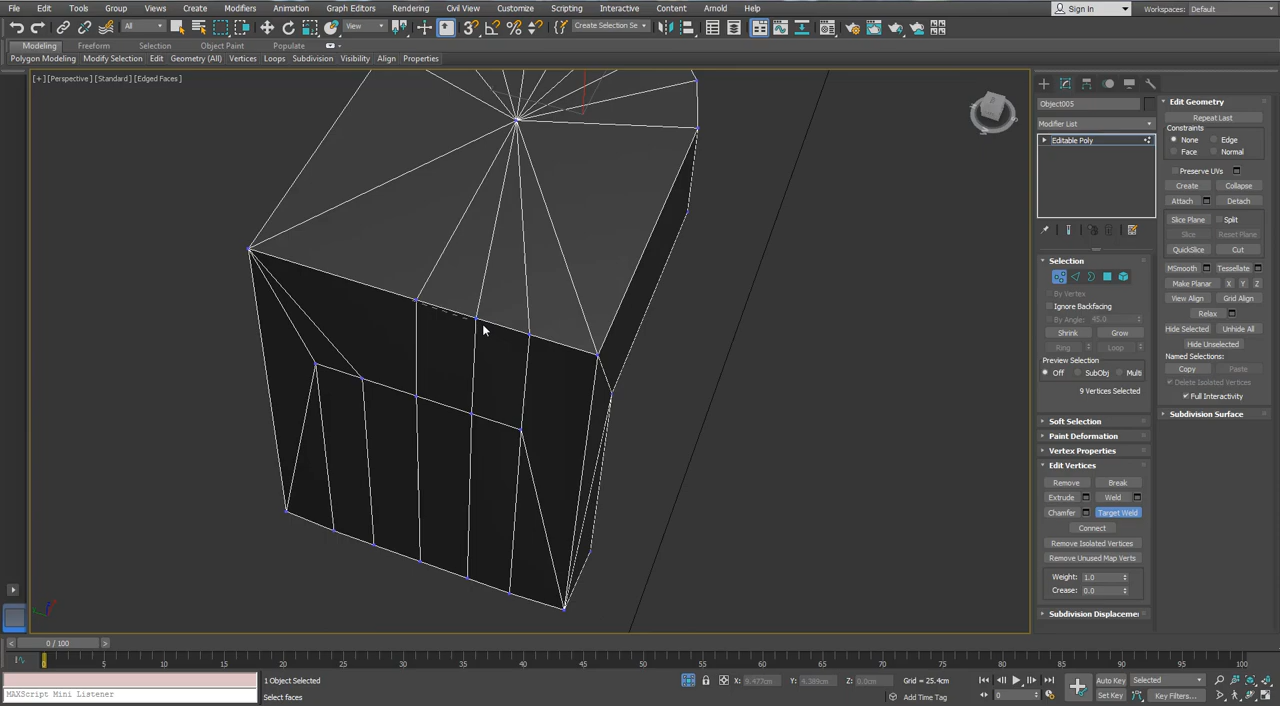 File Edit Tools Group Views Create Modifiers Animation Graph Editors Rendering Civil View Customize Scripting Interactive Content Arnold Help
Sign In
Workspaces: Default
All
View
Create Selection Se
Modeling Freeform Selection Object Paint Populate
Polygon Modeling Modify Selection Edit Geometry (All) Vertices Loops Subdivision Visibility Align Properties
[+] [Perspective] [Standard] [Edged Faces]
Object005
Modifier List
Editable Poly
Selection
By Vertex
Ignore Backfacing
By Angle: 45.0
Shrink Grow
Ring Loop
Preview Selection
Off SubObj Multi
9 Vertices Selected
Soft Selection
Paint Deformation
Vertex Properties
Edit Vertices
Remove Break
Extrude Weld
Chamfer Target Weld
Connect
Remove Isolated Vertices
Remove Unused Map Verts
Weight: 1.0
Crease: 0.0
Subdivision Displaceme
Edit Geometry
Repeat Last
Constraints
None Edge
Face Normal
Preserve UVs
Create Collapse
Attach Detach
Slice Plane Split
Slice Reset Plane
QuickSlice Cut
MSmooth Tessellate
Make Planar X Y Z
View Align Grid Align
Relax
Hide Selected Unhide All
Hide Unselected
Named Selections:
Copy Paste
Delete Isolated Vertices
Full Interactivity
Subdivision Surface
0 / 100
0 5 10 15 20 25 30 35 40 45 50 55 60 65 70 75 80 85 90 95 100
MAXScript Mini Listener
1 Object Selected
Select faces
X: 9.477cm Y: 4.389cm Z: 0.0cm Grid = 25.4cm
Add Time Tag
0
Auto Key Selected
Set Key Key Filters...